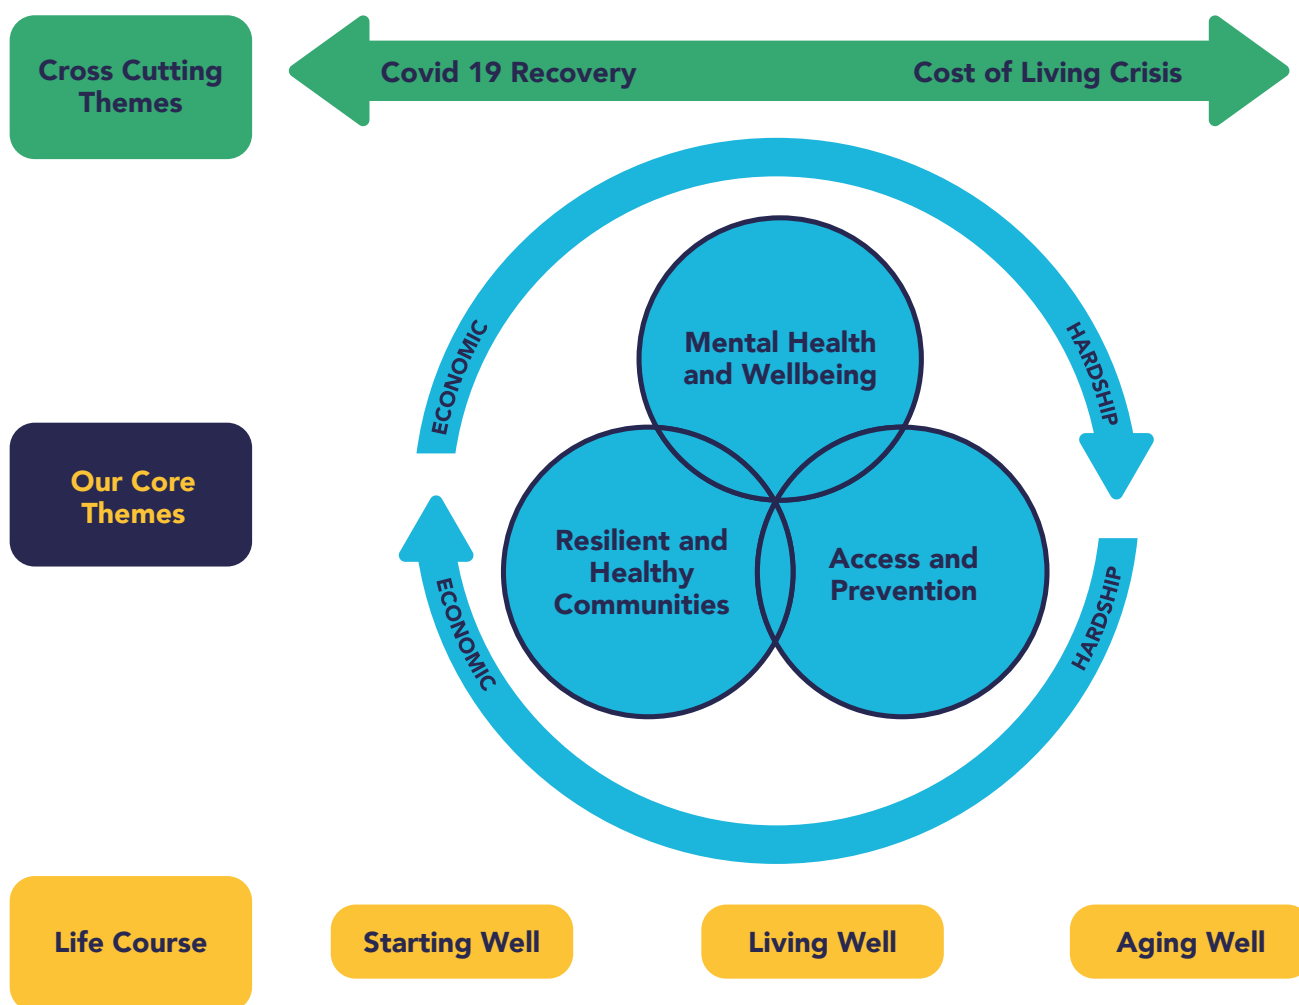 Cross Cutting
Themes
Covid 19 Recovery
Cost of Living Crisis
ECONOMIC
HARDSHIP
Mental Health
and Wellbeing
Our Core
Themes
Resilient and
Healthy
Communities
Access and
Prevention
ECONOMIC
HARDSHIP
Life Course
Starting Well
Living Well
Aging Well